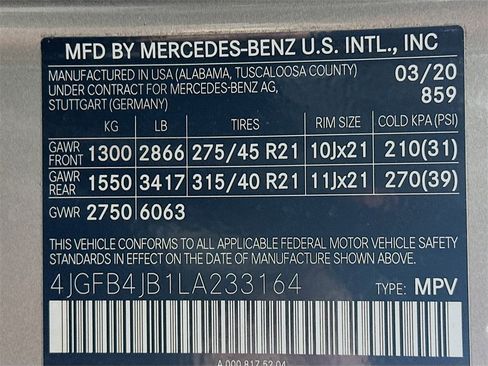 MFD BY MERCEDES-BENZ U.S. INTL., INC
MANUFACTURED IN USA (ALABAMA, TUSCALOOSA COUNTY) 03/20
UNDER CONTRACT FOR MERCEDES-BENZ AG, 859
STUTTGART (GERMANY)
KG LB TIRES RIM SIZE COLD KPA (PSI)
GAWR FRONT 1300 2866 275/45 R21 10Jx21 210(31)
GAWR REAR 1550 3417 315/40 R21 11Jx21 270(39)
GVWR 2750 6063
THIS VEHICLE CONFORMS TO ALL APPLICABLE FEDERAL MOTOR VEHICLE SAFETY
STANDARDS IN EFFECT ON THE DATE OF MANUFACTURE SHOWN ABOVE.
4JGFB4JB1LA233164 TYPE: MPV
A 000 817 52 04